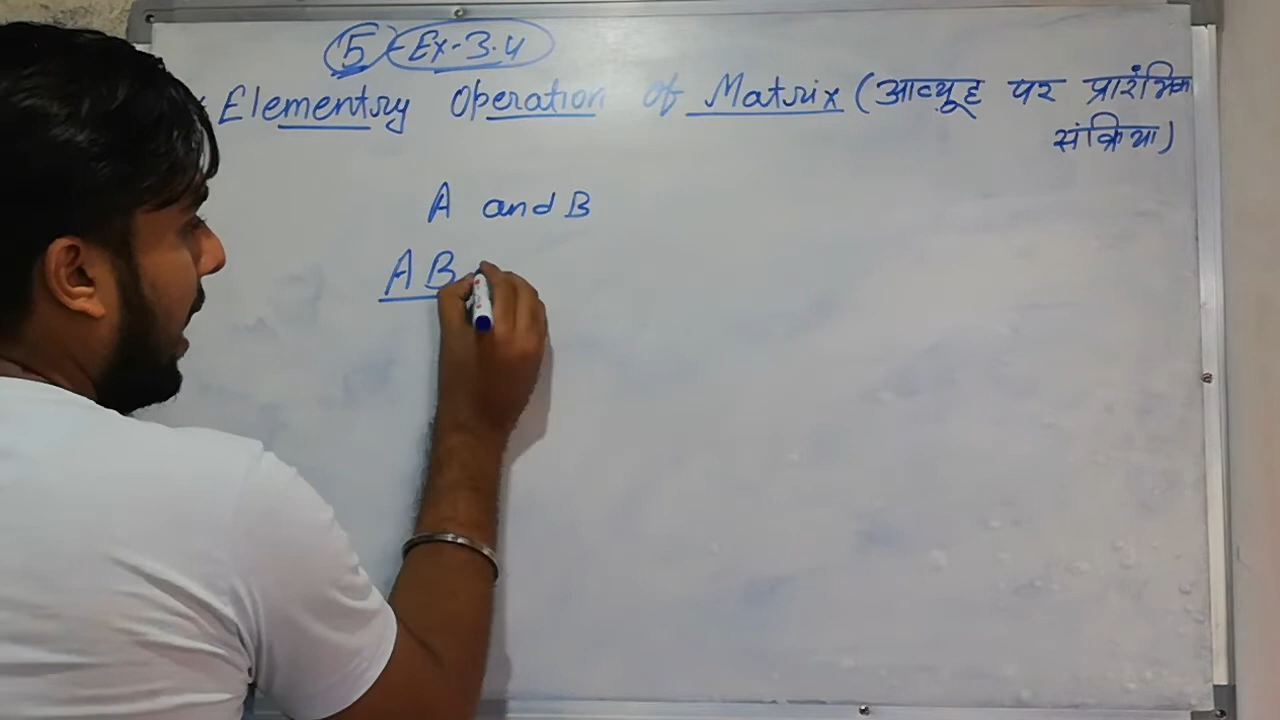 5 Ex-3.4
Elementry Operation of Matrix (आव्यूह पर प्रारंभिक
संक्रिया)
A and B
AB